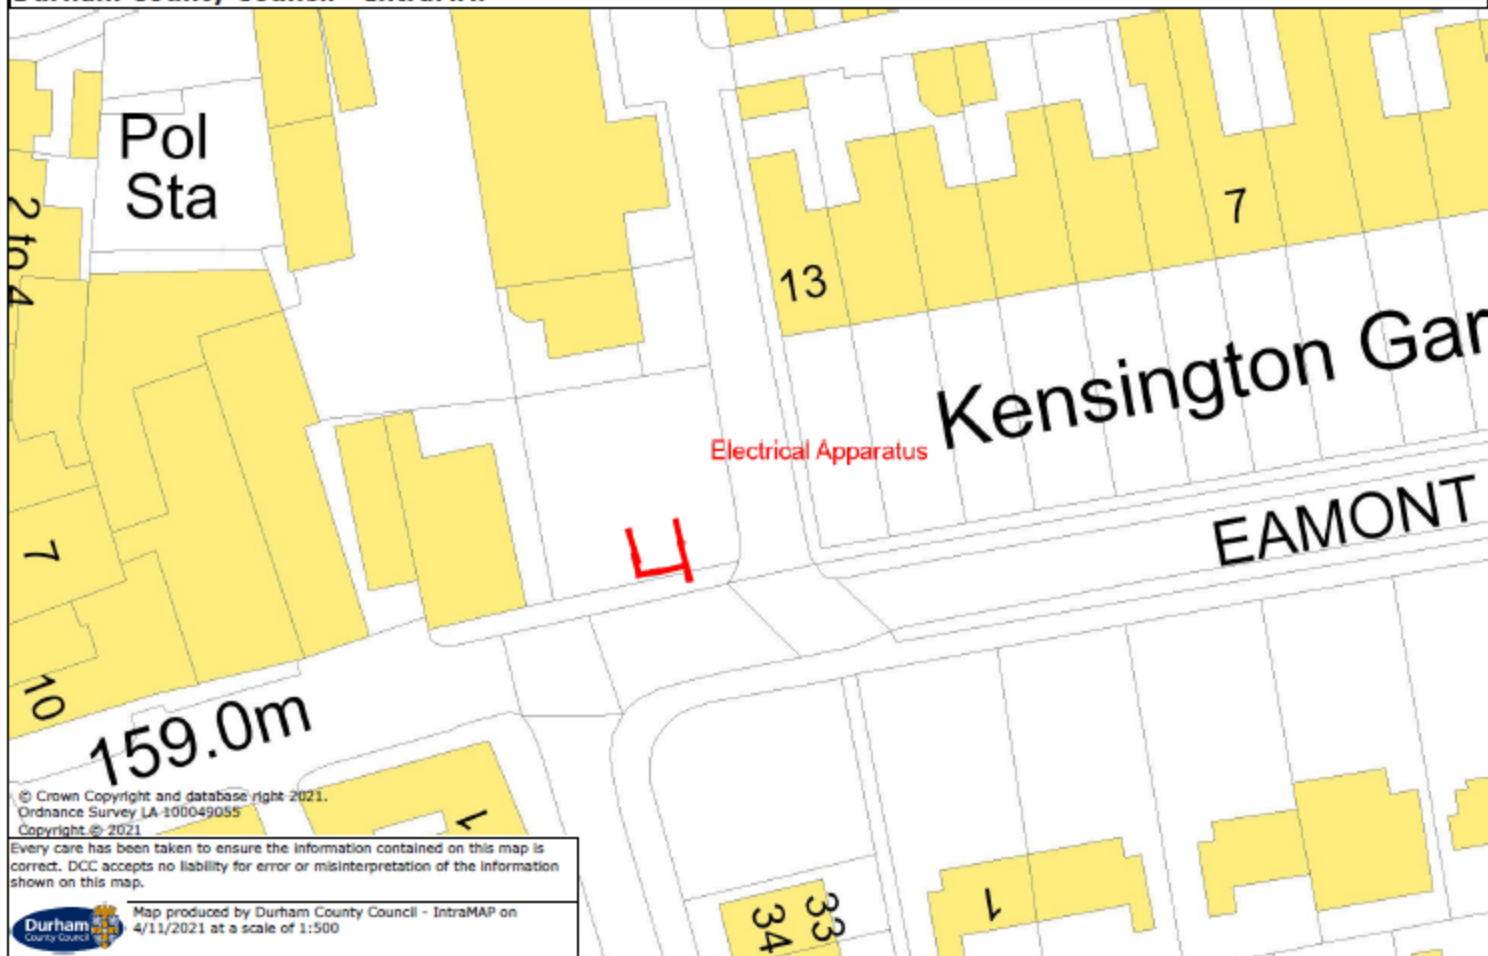 Durham County Council - IntraMAP
Pol
Sta
2 to 4
7
13
Kensington Gar
Electrical Apparatus
EAMONT
7
10
159.0m
1
© Crown Copyright and database right 2021.
Ordnance Survey LA 100049055
Copyright © 2021
Every care has been taken to ensure the information contained on this map is
correct. DCC accepts no liability for error or misinterpretation of the information
shown on this map.
Durham
County Council
Map produced by Durham County Council - IntraMAP on
4/11/2021 at a scale of 1:500
34
33
1